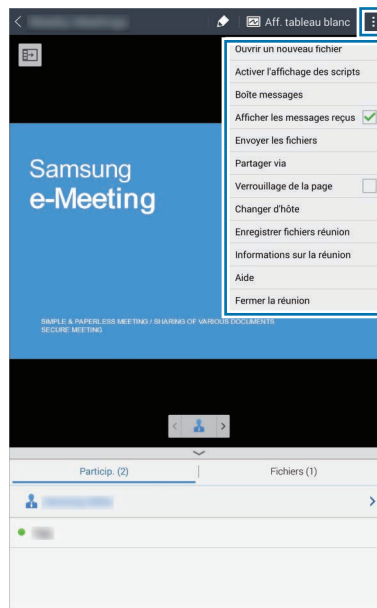 Aff. tableau blanc
Ouvrir un nouveau fichier
Activer l'affichage des scripts
Boîte messages
Afficher les messages reçus
Envoyer les fichiers
Partager via
Verrouillage de la page
Changer d'hôte
Enregistrer fichiers réunion
Informations sur la réunion
Aide
Fermer la réunion
Samsung
e-Meeting
SIMPLE & PAPERLESS MEETING / SHARING OF VARIOUS DOCUMENTS
SECURE MEETING
Particip. (2)
Fichiers (1)